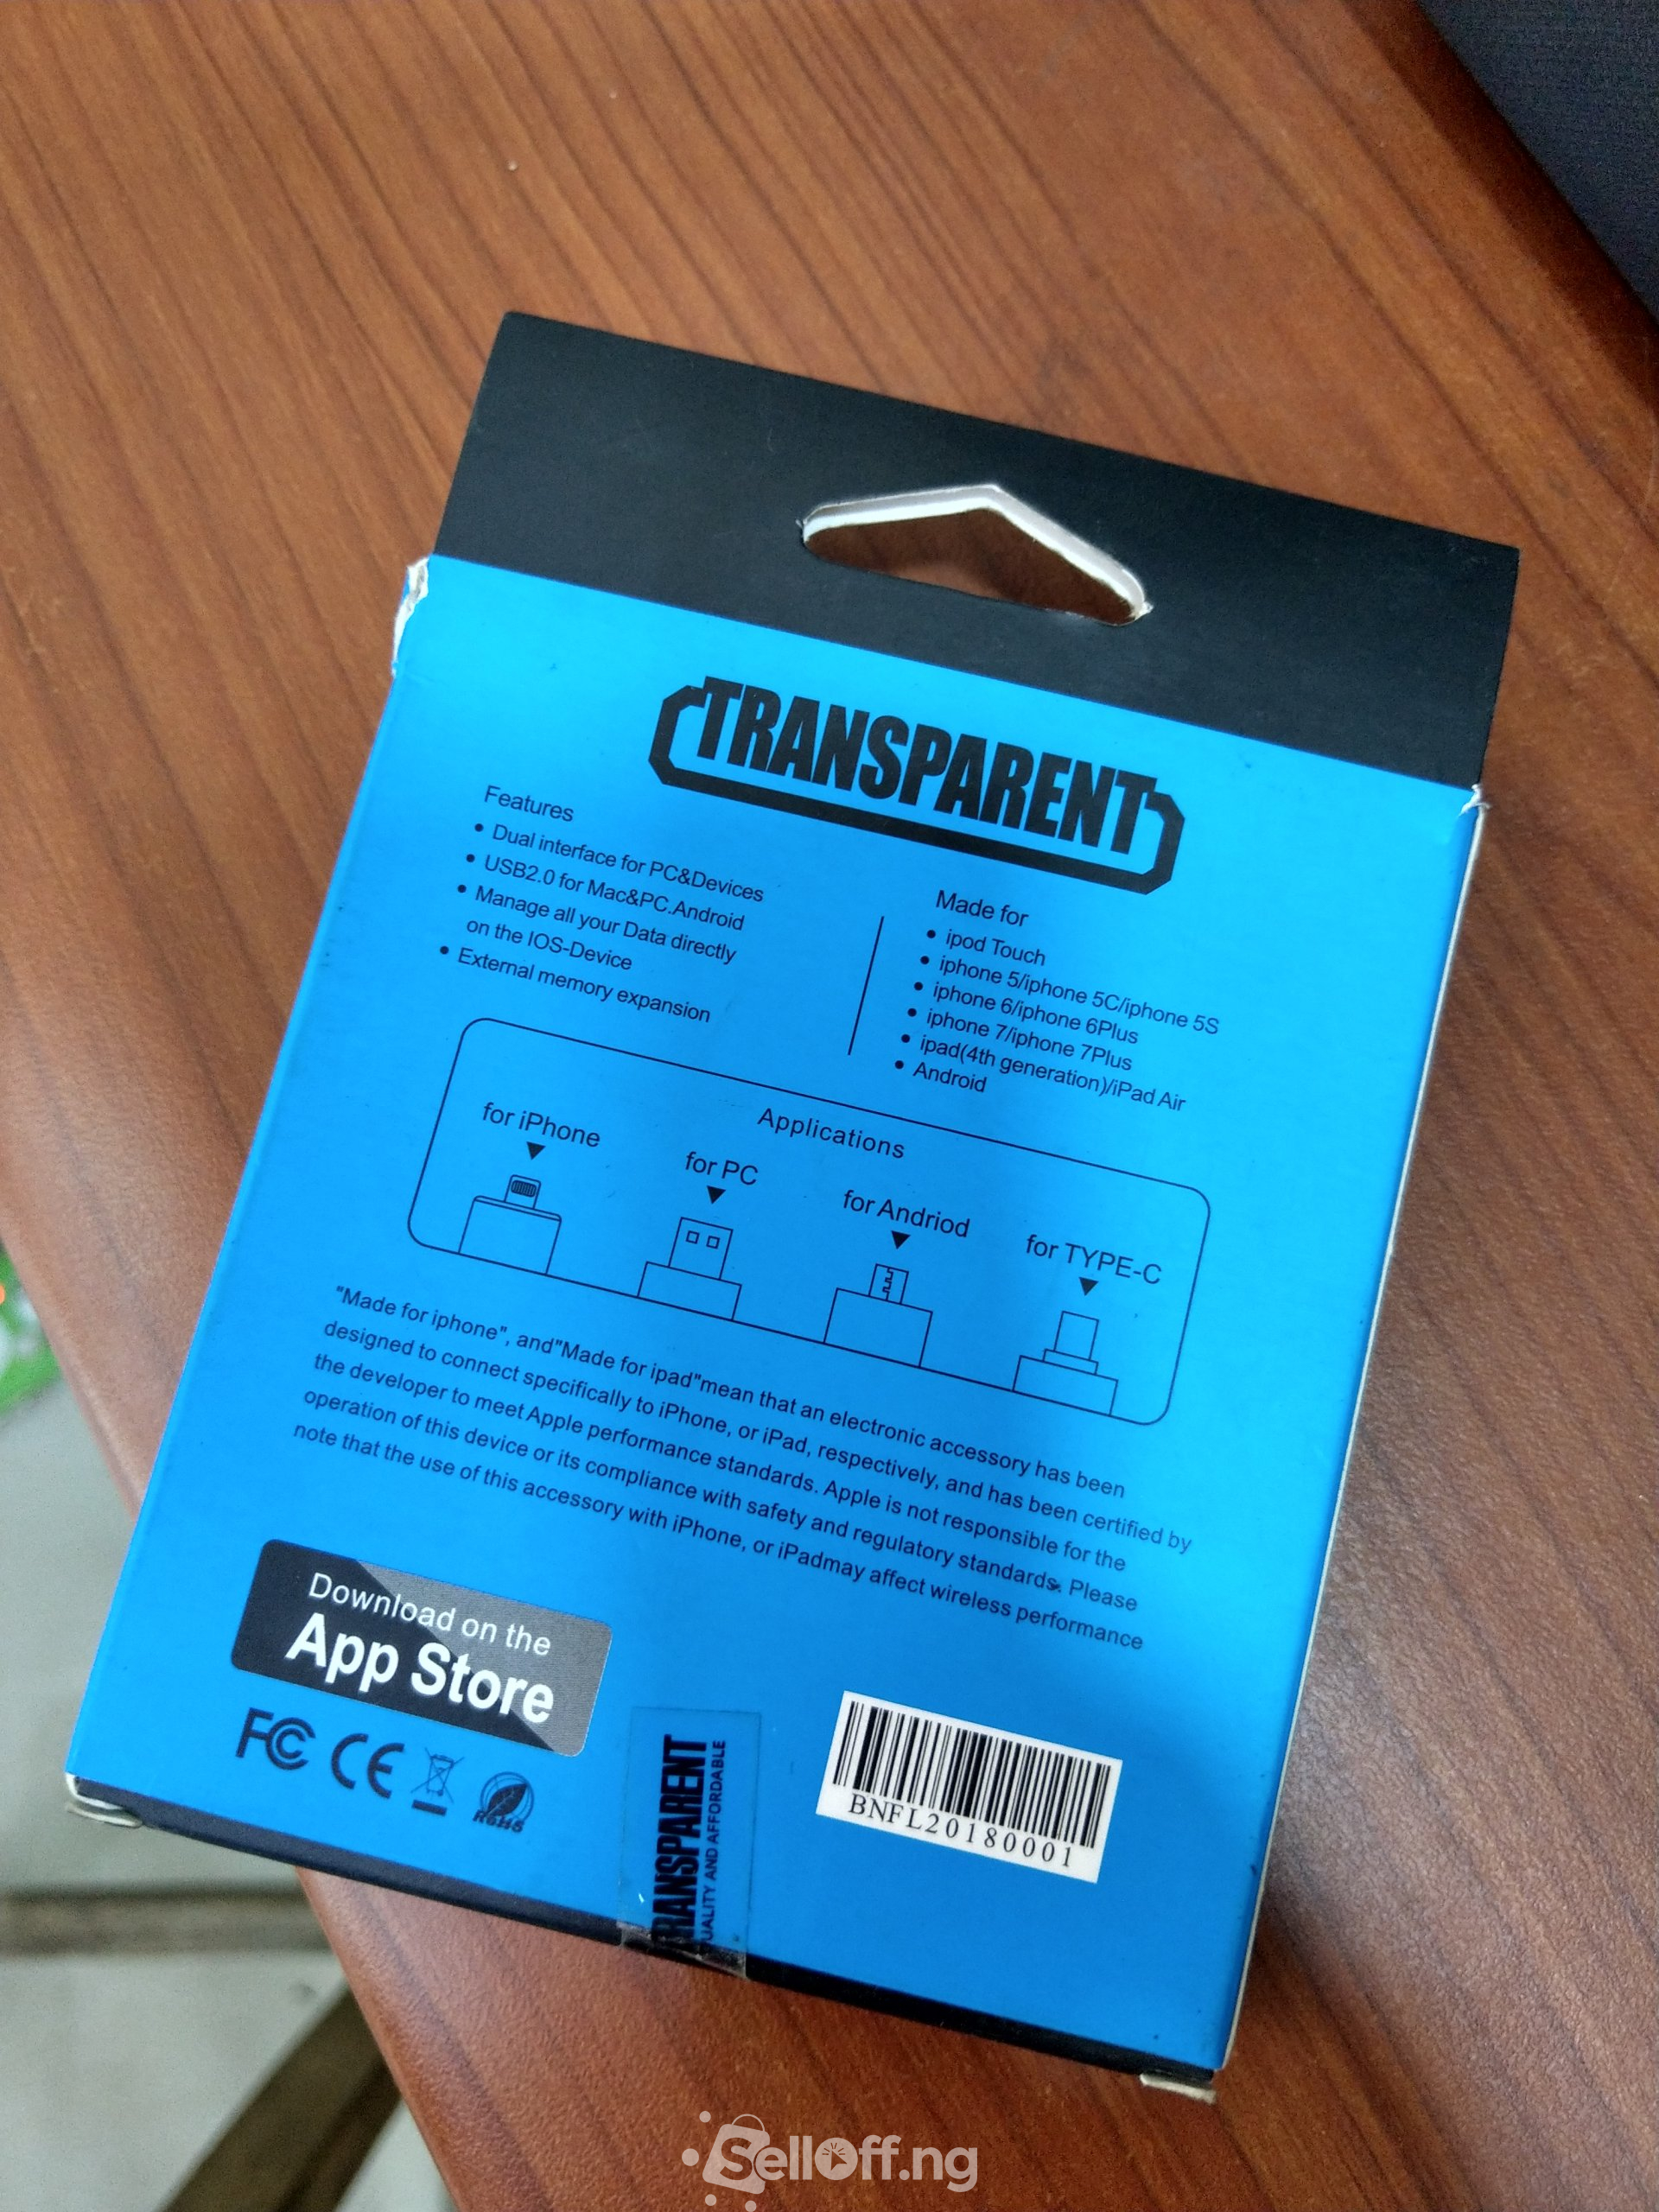 TRANSPARENT
Features
• Dual interface for PC&Devices
• USB2.0 for Mac&PC.Android
• Manage all your Data directly
on the IOS-Device
• External memory expansion
Made for
• ipod Touch
• iphone 5/iphone 5C/iphone 5S
• iphone 6/iphone 6Plus
• iphone 7/iphone 7Plus
• ipad(4th generation)/iPad Air
• Android
Applications
for iPhone
for PC
for Andriod
for TYPE-C
"Made for iphone", and"Made for ipad"mean that an electronic accessory has been
designed to connect specifically to iPhone, or iPad, respectively, and has been certified by
the developer to meet Apple performance standards. Apple is not responsible for the
operation of this device or its compliance with safety and regulatory standards. Please
note that the use of this accessory with iPhone, or iPadmay affect wireless performance
Download on the
App Store
FC CE RoHS
TRANSPARENT
QUALITY AND AFFORDABLE
BNFL20180001
SellOff.ng